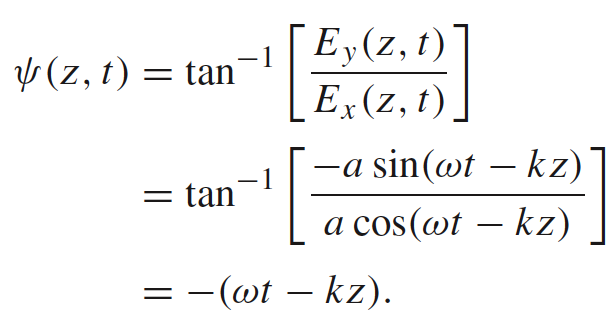 ψ(z, t) = tan⁻¹ [ E_y(z, t) / E_x(z, t) ]
= tan⁻¹ [ −a sin(ωt − kz) / a cos(ωt − kz) ]
= −(ωt − kz).